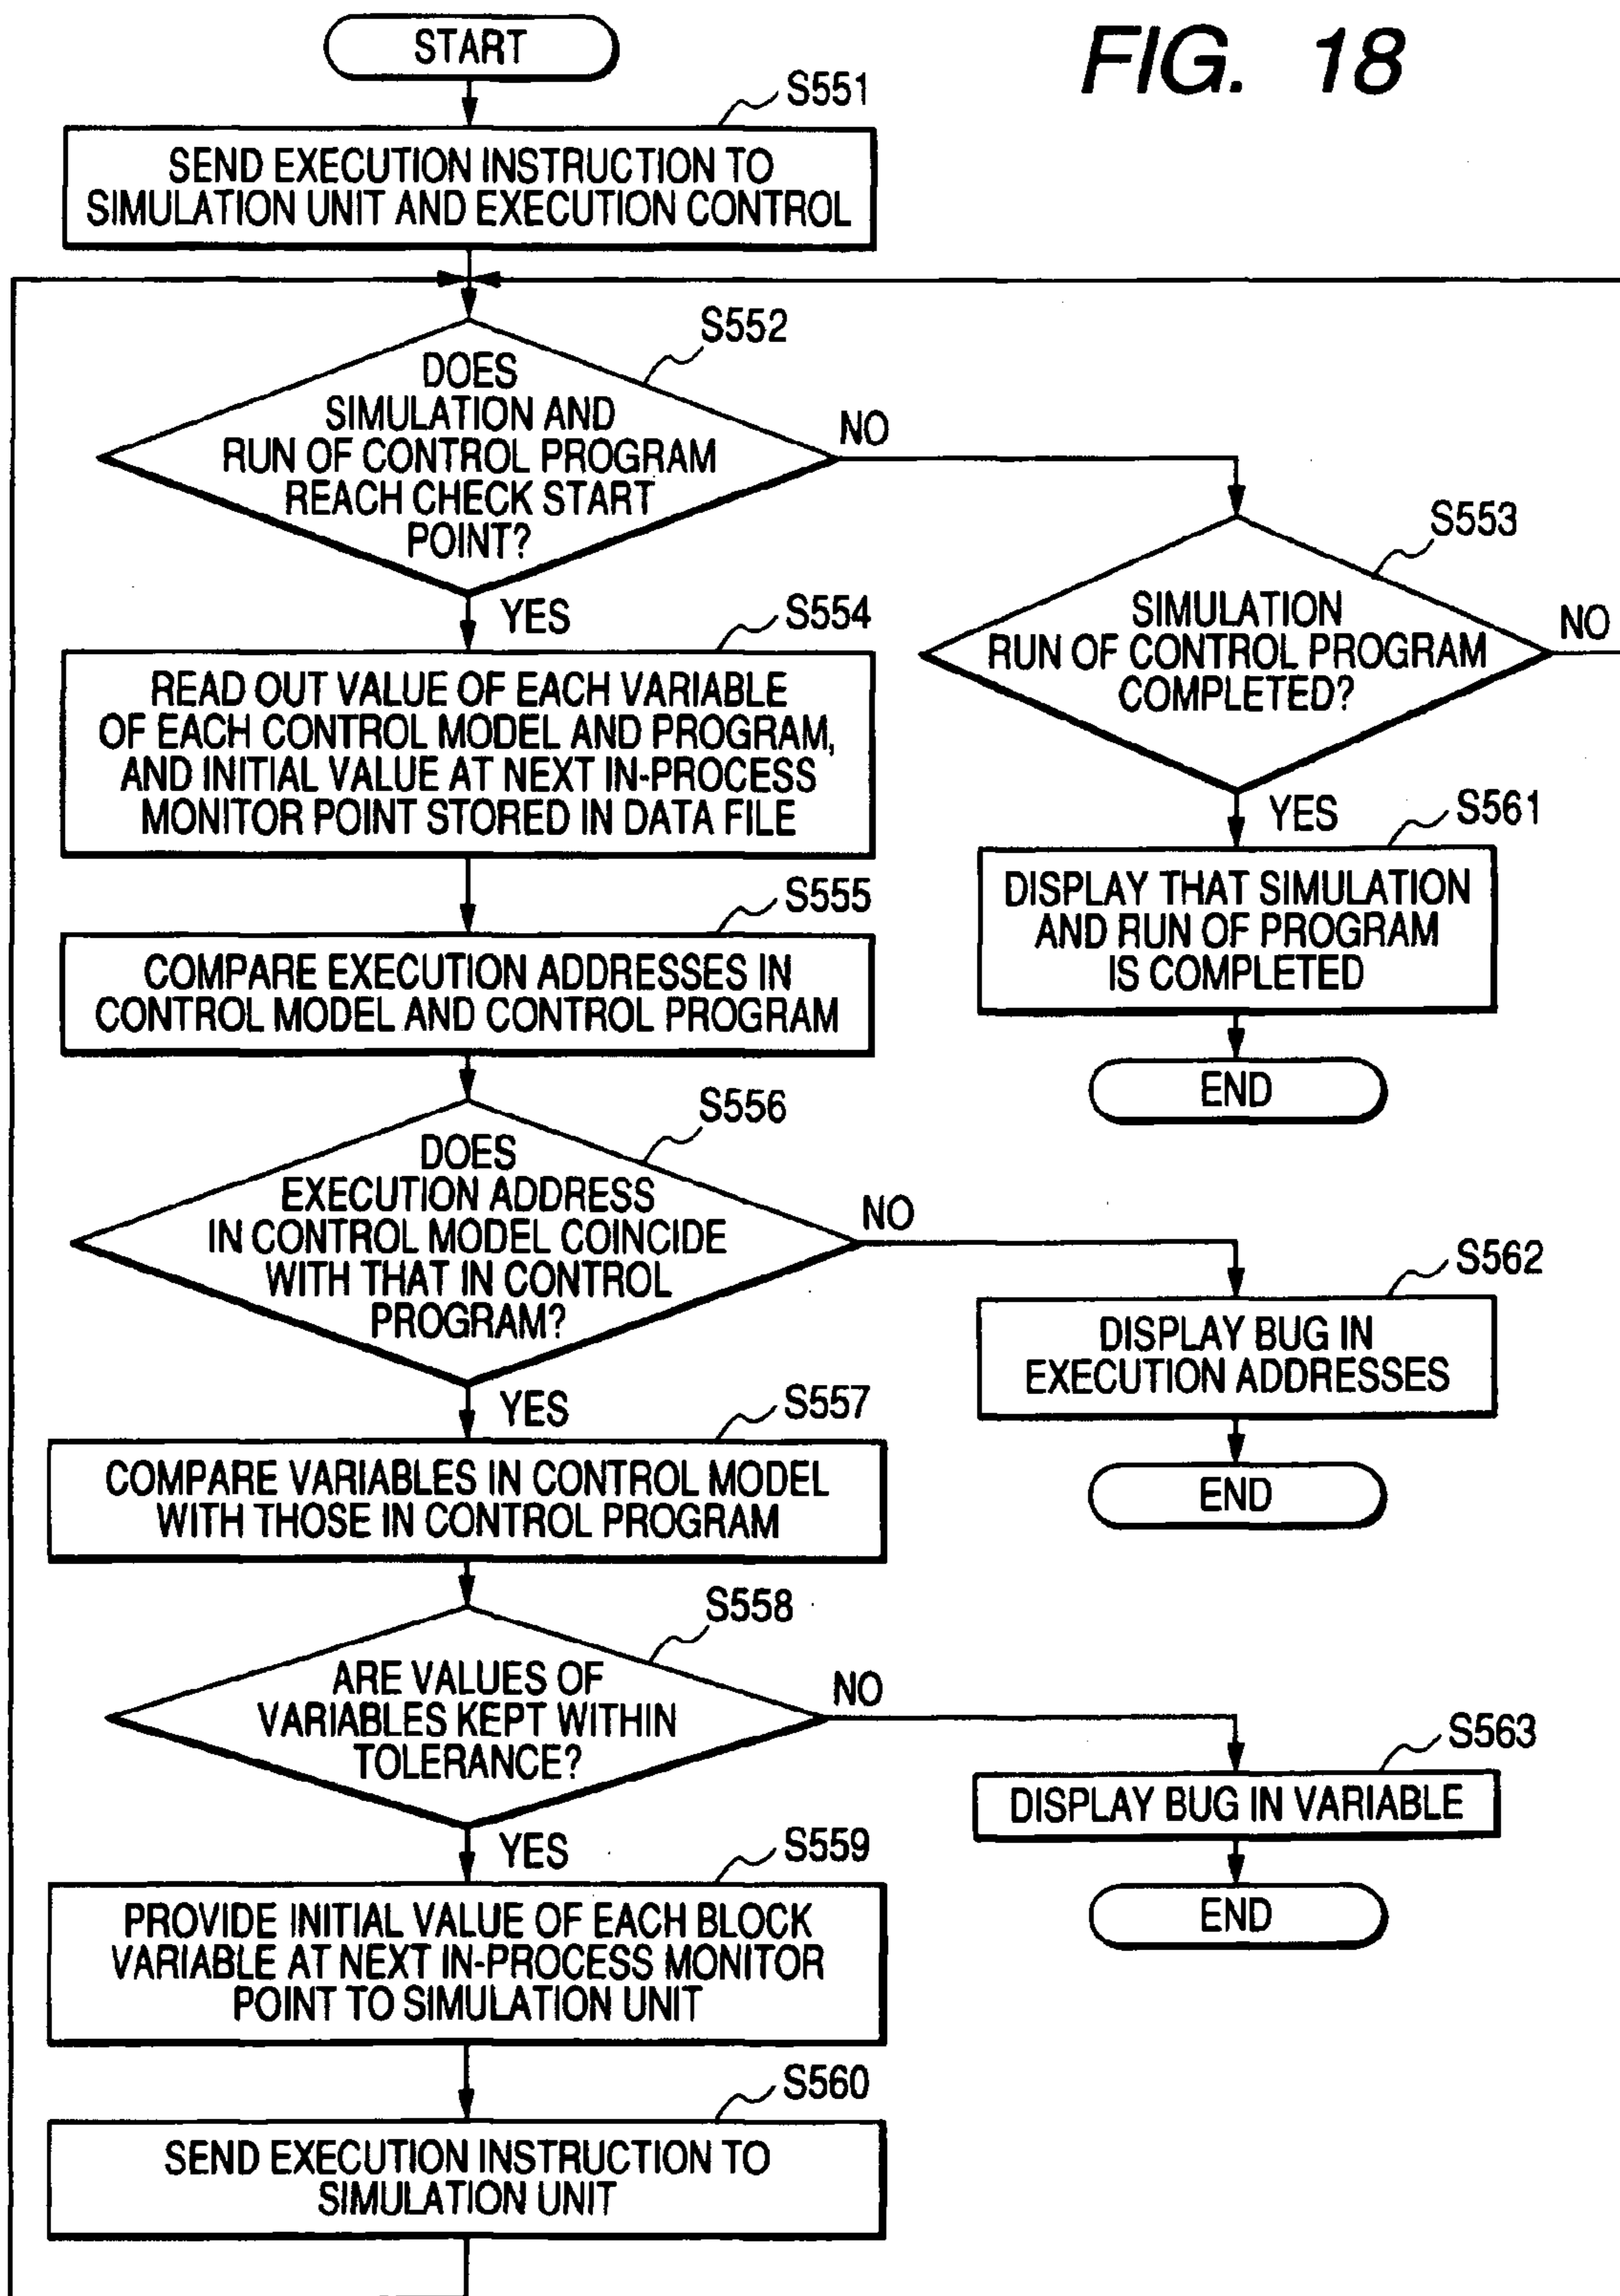 FIG. 18
START
S551
SEND EXECUTION INSTRUCTION TO
SIMULATION UNIT AND EXECUTION CONTROL
S552
DOES
SIMULATION AND
RUN OF CONTROL PROGRAM
REACH CHECK START
POINT?
NO
YES
S553
SIMULATION
RUN OF CONTROL PROGRAM
COMPLETED?
NO
YES
S554
READ OUT VALUE OF EACH VARIABLE
OF EACH CONTROL MODEL AND PROGRAM,
AND INITIAL VALUE AT NEXT IN-PROCESS
MONITOR POINT STORED IN DATA FILE
S561
DISPLAY THAT SIMULATION
AND RUN OF PROGRAM
IS COMPLETED
END
S555
COMPARE EXECUTION ADDRESSES IN
CONTROL MODEL AND CONTROL PROGRAM
S556
DOES
EXECUTION ADDRESS
IN CONTROL MODEL COINCIDE
WITH THAT IN CONTROL
PROGRAM?
NO
YES
S562
DISPLAY BUG IN
EXECUTION ADDRESSES
END
S557
COMPARE VARIABLES IN CONTROL MODEL
WITH THOSE IN CONTROL PROGRAM
S558
ARE VALUES OF
VARIABLES KEPT WITHIN
TOLERANCE?
NO
YES
S563
DISPLAY BUG IN VARIABLE
END
S559
PROVIDE INITIAL VALUE OF EACH BLOCK
VARIABLE AT NEXT IN-PROCESS MONITOR
POINT TO SIMULATION UNIT
S560
SEND EXECUTION INSTRUCTION TO
SIMULATION UNIT